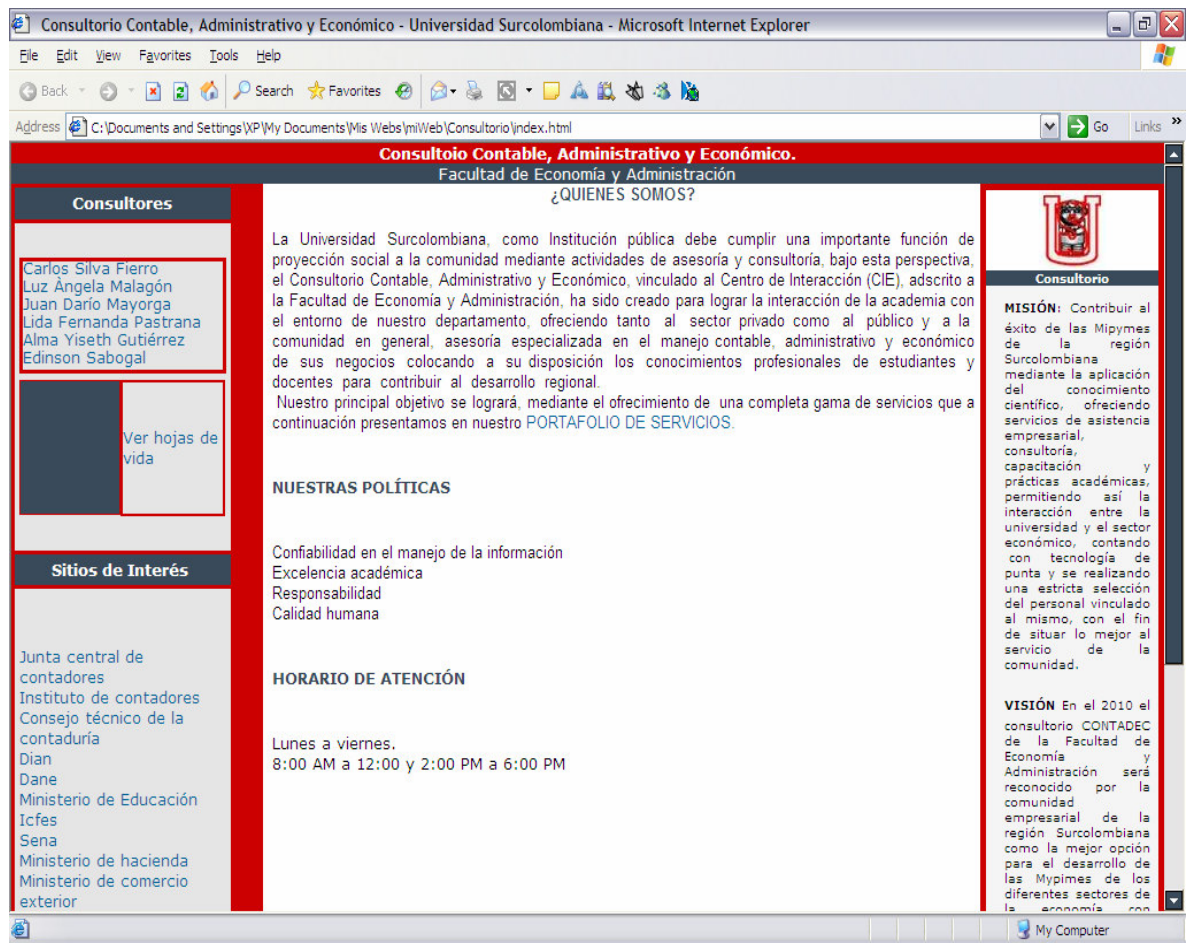 Consultorio Contable, Administrativo y Económico - Universidad Surcolombiana - Microsoft Internet Explorer
File Edit View Favorites Tools Help
Back Search Favorites
Address C:\Documents and Settings\XP\My Documents\Mis Webs\miWeb\Consultorio\index.html Go Links »
Consultoio Contable, Administrativo y Económico.
Facultad de Economía y Administración
Consultores
Carlos Silva Fierro
Luz Àngela Malagón
Juan Darío Mayorga
Lida Fernanda Pastrana
Alma Yiseth Gutiérrez
Edinson Sabogal
Ver hojas de
vida
Sitios de Interés
Junta central de
contadores
Instituto de contadores
Consejo técnico de la
contaduría
Dian
Dane
Ministerio de Educación
Icfes
Sena
Ministerio de hacienda
Ministerio de comercio
exterior
¿QUIENES SOMOS?
La Universidad Surcolombiana, como Institución pública debe cumplir una importante función de
proyección social a la comunidad mediante actividades de asesoría y consultoría, bajo esta perspectiva,
el Consultorio Contable, Administrativo y Económico, vinculado al Centro de Interacción (CIE), adscrito a
la Facultad de Economía y Administración, ha sido creado para lograr la interacción de la academia con
el entorno de nuestro departamento, ofreciendo tanto al sector privado como al público y a la
comunidad en general, asesoría especializada en el manejo contable, administrativo y económico
de sus negocios colocando a su disposición los conocimientos profesionales de estudiantes y
docentes para contribuir al desarrollo regional.
Nuestro principal objetivo se logrará, mediante el ofrecimiento de una completa gama de servicios que a
continuación presentamos en nuestro PORTAFOLIO DE SERVICIOS.
NUESTRAS POLÍTICAS
Confiabilidad en el manejo de la información
Excelencia académica
Responsabilidad
Calidad humana
HORARIO DE ATENCIÓN
Lunes a viernes.
8:00 AM a 12:00 y 2:00 PM a 6:00 PM
Consultorio
MISIÓN: Contribuir al
éxito de las Mipymes
de la región
Surcolombiana
mediante la aplicación
del conocimiento
científico, ofreciendo
servicios de asistencia
empresarial,
consultoría,
capacitación y
prácticas académicas,
permitiendo así la
interacción entre la
universidad y el sector
económico, contando
con tecnología de
punta y se realizando
una estricta selección
del personal vinculado
al mismo, con el fin
de situar lo mejor al
servicio de la
comunidad.
VISIÓN En el 2010 el
consultorio CONTADEC
de la Facultad de
Economía y
Administración será
reconocido por la
comunidad
empresarial de la
región Surcolombiana
como la mejor opción
para el desarrollo de
las Mypimes de los
diferentes sectores de
la economía con
My Computer